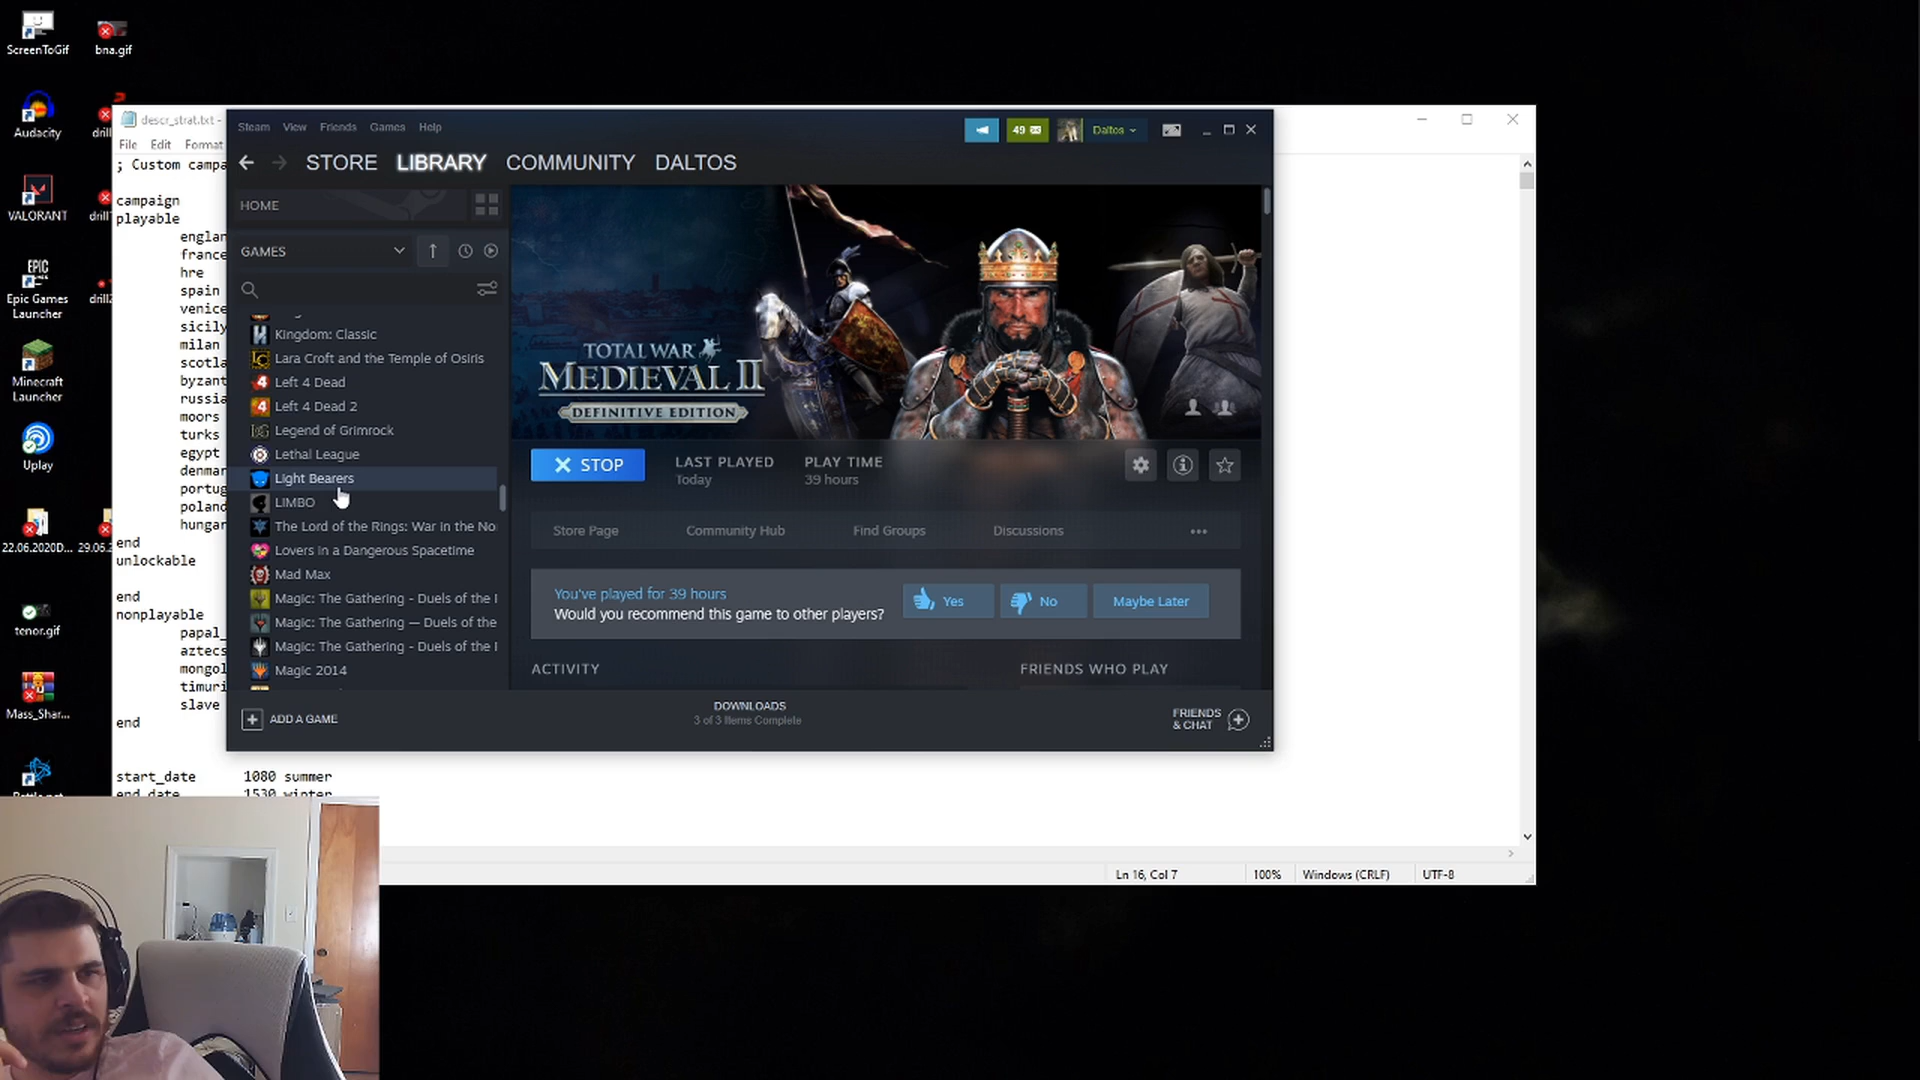 ScreenToGif
bna.gif
Audacity
drill
VALORANT
drill
Epic Games
Launcher
drill
Minecraft
Launcher
Uplay
22.06.2020D...
29.06
tenor.gif
Mass_Shar...
Battle.net
descr_strat.txt -
File Edit Format
; Custom campa
campaign
playable
englan
france
hre
spain
venice
sicily
milan
scotla
byzant
russia
moors
turks
egypt
denmar
portug
poland
hungar
end
unlockable
end
nonplayable
papal_
aztecs
mongol
timuri
slave
end
start_date 1080 summer
end_date 1530 winter
Ln 16, Col 7 100% Windows (CRLF) UTF-8
Steam View Friends Games Help
49
Daltos
STORE LIBRARY COMMUNITY DALTOS
HOME
GAMES
Kingdom: Classic
Lara Croft and the Temple of Osiris
Left 4 Dead
Left 4 Dead 2
Legend of Grimrock
Lethal League
Light Bearers
LIMBO
The Lord of the Rings: War in the No
Lovers in a Dangerous Spacetime
Mad Max
Magic: The Gathering - Duels of the
Magic: The Gathering — Duels of the
Magic: The Gathering - Duels of the
Magic 2014
ADD A GAME
TOTAL WAR
MEDIEVAL II
DEFINITIVE EDITION
STOP
LAST PLAYED
Today
PLAY TIME
39 hours
Store Page Community Hub Find Groups Discussions
You've played for 39 hours
Would you recommend this game to other players?
Yes No Maybe Later
ACTIVITY
FRIENDS WHO PLAY
DOWNLOADS
3 of 3 Items Complete
FRIENDS
& CHAT